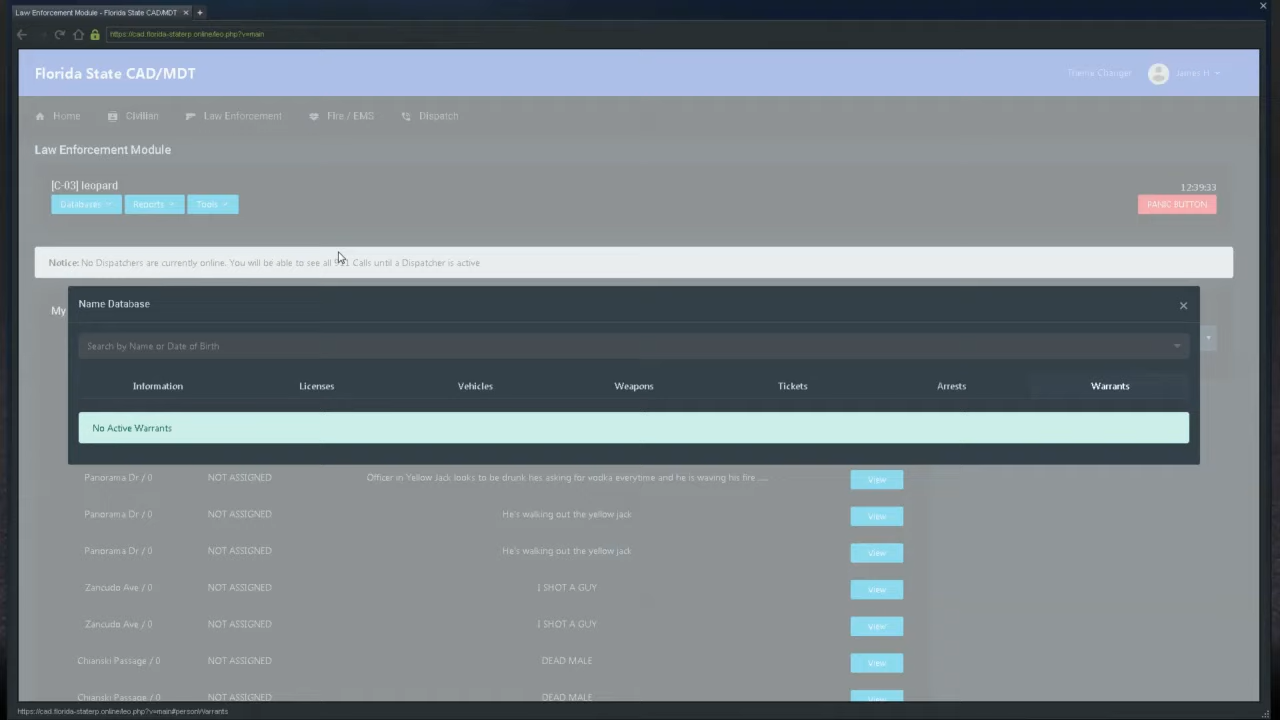 Law Enforcement Module - Florida State CAD/MDT
https://cad.florida-staterp.online/leo.php?v=main
Florida State CAD/MDT
Theme Changer
James H
Home
Civilian
Law Enforcement
Fire / EMS
Dispatch
Law Enforcement Module
[C-03] leopard
12:39:33
Databases
Reports
Tools
PANIC BUTTON
Notice: No Dispatchers are currently online. You will be able to see all 911 Calls until a Dispatcher is active
My
Name Database
Search by Name or Date of Birth
Information
Licenses
Vehicles
Weapons
Tickets
Arrests
Warrants
No Active Warrants
Panorama Dr / 0 NOT ASSIGNED Officer in Yellow Jack looks to be drunk hes asking for vodka everytime and he is waving his fire .... View
Panorama Dr / 0 NOT ASSIGNED He's walking out the yellow jack View
Panorama Dr / 0 NOT ASSIGNED He's walking out the yellow jack View
Zancudo Ave / 0 NOT ASSIGNED I SHOT A GUY View
Zancudo Ave / 0 NOT ASSIGNED I SHOT A GUY View
Chianski Passage / 0 NOT ASSIGNED DEAD MALE View
Chianski Passage / 0 NOT ASSIGNED DEAD MALE View
https://cad.florida-staterp.online/leo.php?v=main#personWarrants